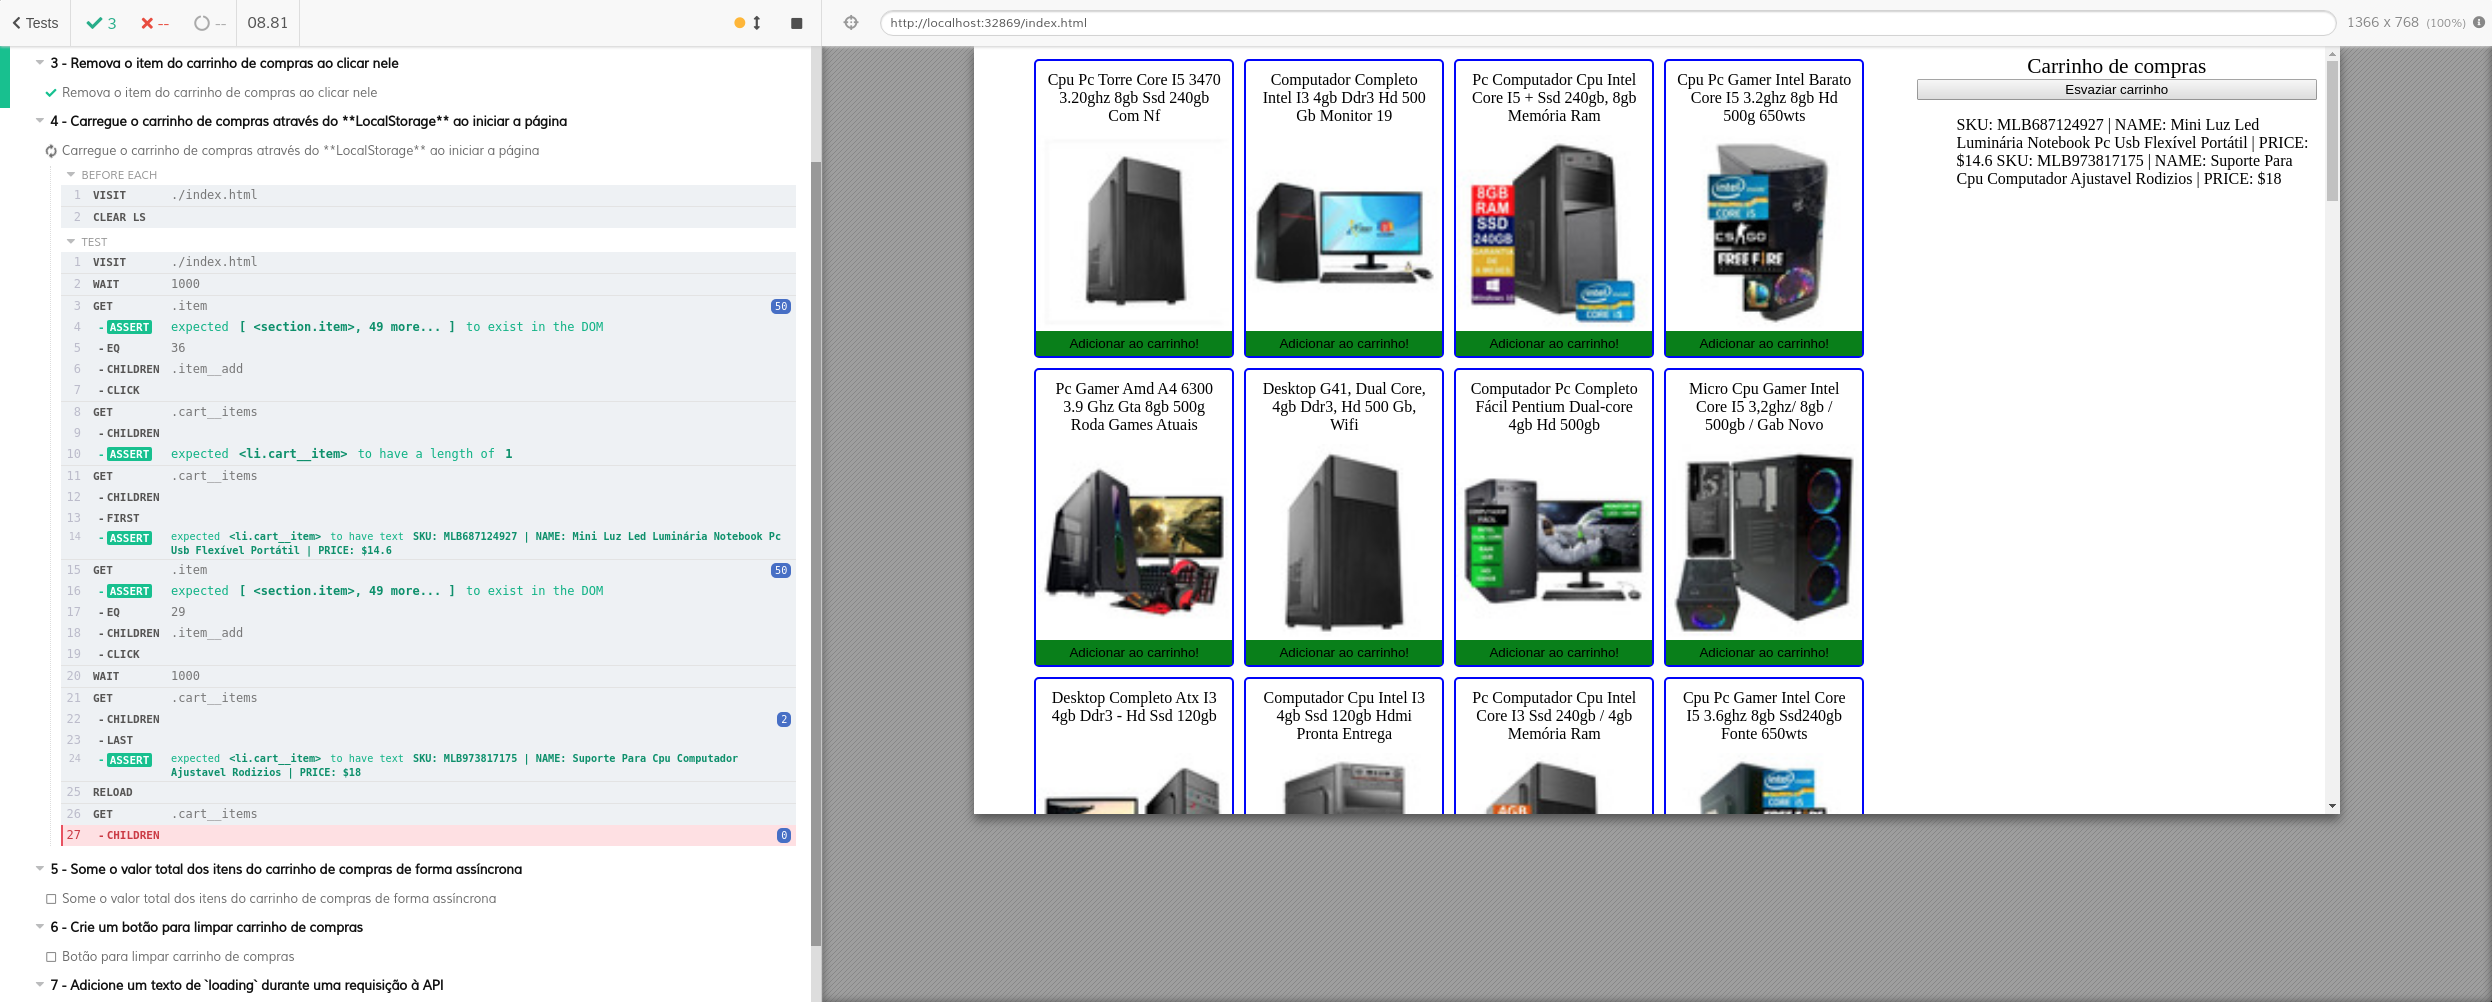 Tests
3
--
--
08.81
3 - Remova o item do carrinho de compras ao clicar nele
Remova o item do carrinho de compras ao clicar nele
4 - Carregue o carrinho de compras através do **LocalStorage** ao iniciar a página
Carregue o carrinho de compras através do **LocalStorage** ao iniciar a página
BEFORE EACH
1 VISIT ./index.html
2 CLEAR LS
TEST
1 VISIT ./index.html
2 WAIT 1000
3 GET .item 50
4 -ASSERT expected [ <section.item>, 49 more... ] to exist in the DOM
5 -EQ 36
6 -CHILDREN .item__add
7 -CLICK
8 GET .cart__items
9 -CHILDREN
10 -ASSERT expected <li.cart__item> to have a length of 1
11 GET .cart__items
12 -CHILDREN
13 -FIRST
14 -ASSERT expected <li.cart__item> to have text SKU: MLB687124927 | NAME: Mini Luz Led Luminária Notebook Pc
Usb Flexível Portátil | PRICE: $14.6
15 GET .item 50
16 -ASSERT expected [ <section.item>, 49 more... ] to exist in the DOM
17 -EQ 29
18 -CHILDREN .item__add
19 -CLICK
20 WAIT 1000
21 GET .cart__items
22 -CHILDREN 2
23 -LAST
24 -ASSERT expected <li.cart__item> to have text SKU: MLB973817175 | NAME: Suporte Para Cpu Computador
Ajustavel Rodizios | PRICE: $18
25 RELOAD
26 GET .cart__items
27 -CHILDREN 0
5 - Some o valor total dos itens do carrinho de compras de forma assíncrona
Some o valor total dos itens do carrinho de compras de forma assíncrona
6 - Crie um botão para limpar carrinho de compras
Botão para limpar carrinho de compras
7 - Adicione um texto de `loading` durante uma requisição à API
http://localhost:32869/index.html
1366 x 768 (100%)
Cpu Pc Torre Core I5 3470
3.20ghz 8gb Ssd 240gb
Com Nf
Adicionar ao carrinho!
Computador Completo
Intel I3 4gb Ddr3 Hd 500
Gb Monitor 19
Adicionar ao carrinho!
Pc Computador Cpu Intel
Core I5 + Ssd 240gb, 8gb
Memória Ram
8GB
RAM
SSD
240GB
intel
CORE i5
Adicionar ao carrinho!
Cpu Pc Gamer Intel Barato
Core I5 3.2ghz 8gb Hd
500g 650wts
intel
CORE i5
CS:GO
FREE FIRE
Adicionar ao carrinho!
Pc Gamer Amd A4 6300
3.9 Ghz Gta 8gb 500g
Roda Games Atuais
Adicionar ao carrinho!
Desktop G41, Dual Core,
4gb Ddr3, Hd 500 Gb,
Wifi
Adicionar ao carrinho!
Computador Pc Completo
Fácil Pentium Dual-core
4gb Hd 500gb
Adicionar ao carrinho!
Micro Cpu Gamer Intel
Core I5 3,2ghz/ 8gb /
500gb / Gab Novo
Adicionar ao carrinho!
Desktop Completo Atx I3
4gb Ddr3 - Hd Ssd 120gb
Computador Cpu Intel I3
4gb Ssd 120gb Hdmi
Pronta Entrega
Pc Computador Cpu Intel
Core I3 Ssd 240gb / 4gb
Memória Ram
4GB
Cpu Pc Gamer Intel Core
I5 3.6ghz 8gb Ssd240gb
Fonte 650wts
intel
CORE i5
Carrinho de compras
Esvaziar carrinho
SKU: MLB687124927 | NAME: Mini Luz Led
Luminária Notebook Pc Usb Flexível Portátil | PRICE:
$14.6 SKU: MLB973817175 | NAME: Suporte Para
Cpu Computador Ajustavel Rodizios | PRICE: $18